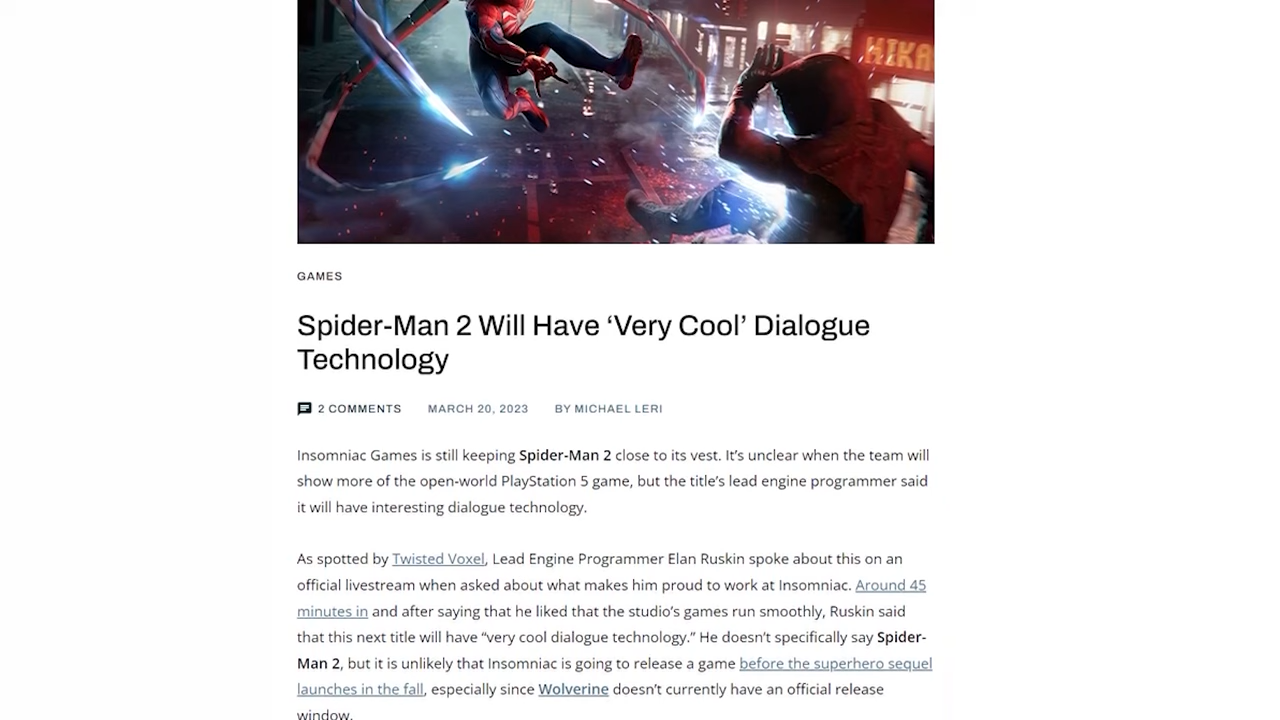 HIKA
GAMES
Spider-Man 2 Will Have ‘Very Cool’ Dialogue
Technology
2 COMMENTS MARCH 20, 2023 BY MICHAEL LERI
Insomniac Games is still keeping Spider-Man 2 close to its vest. It’s unclear when the team will
show more of the open-world PlayStation 5 game, but the title’s lead engine programmer said
it will have interesting dialogue technology.
As spotted by Twisted Voxel, Lead Engine Programmer Elan Ruskin spoke about this on an
official livestream when asked about what makes him proud to work at Insomniac. Around 45
minutes in and after saying that he liked that the studio’s games run smoothly, Ruskin said
that this next title will have “very cool dialogue technology.” He doesn’t specifically say Spider-
Man 2, but it is unlikely that Insomniac is going to release a game before the superhero sequel
launches in the fall, especially since Wolverine doesn’t currently have an official release
window.